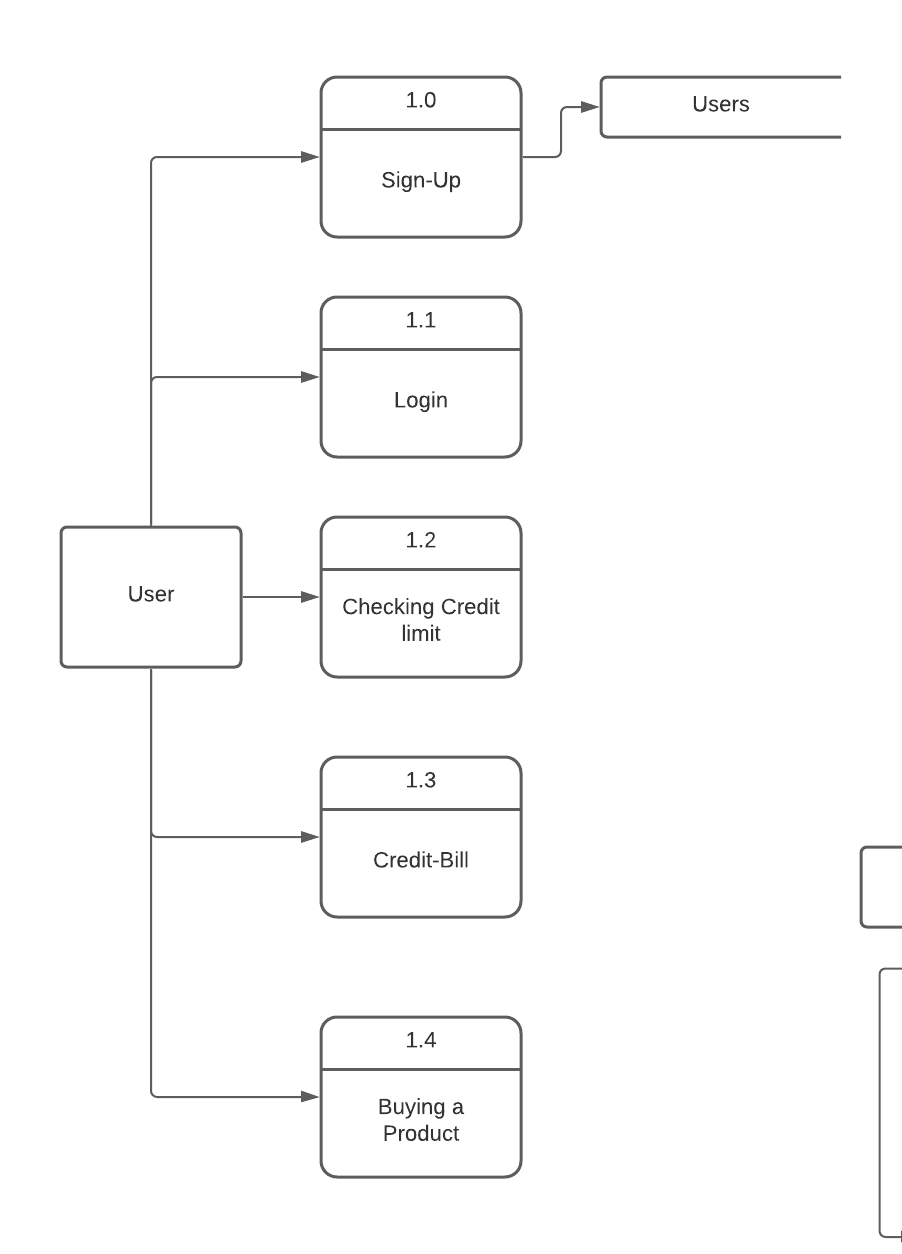 1.0
Sign-Up
Users
1.1
Login
User
1.2
Checking Credit
limit
1.3
Credit-Bill
1.4
Buying a
Product